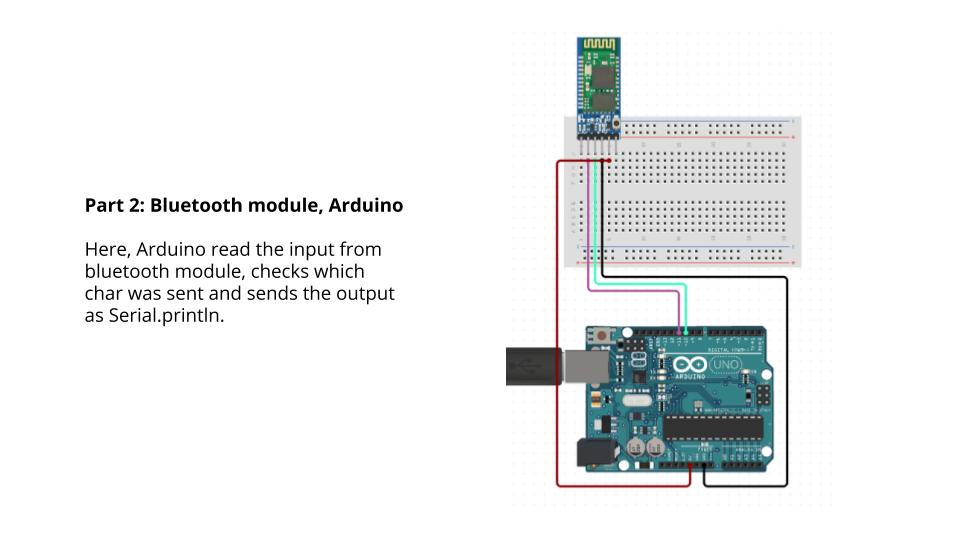 Part 2: Bluetooth module, Arduino
Here, Arduino read the input from
bluetooth module, checks which
char was sent and sends the output
as Serial.println.
DIGITAL (PWM~)
UNO
ARDUINO